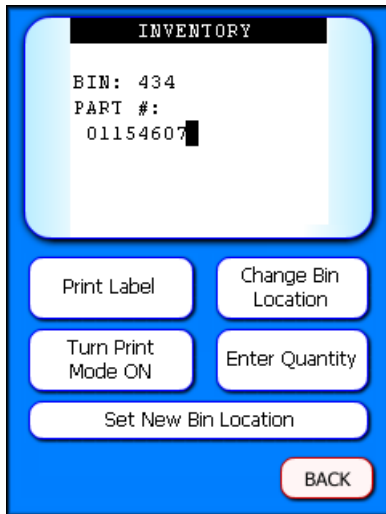 INVENTORY
BIN: 434
PART #:
01154607
Print Label
Change Bin
Location
Turn Print
Mode ON
Enter Quantity
Set New Bin Location
BACK